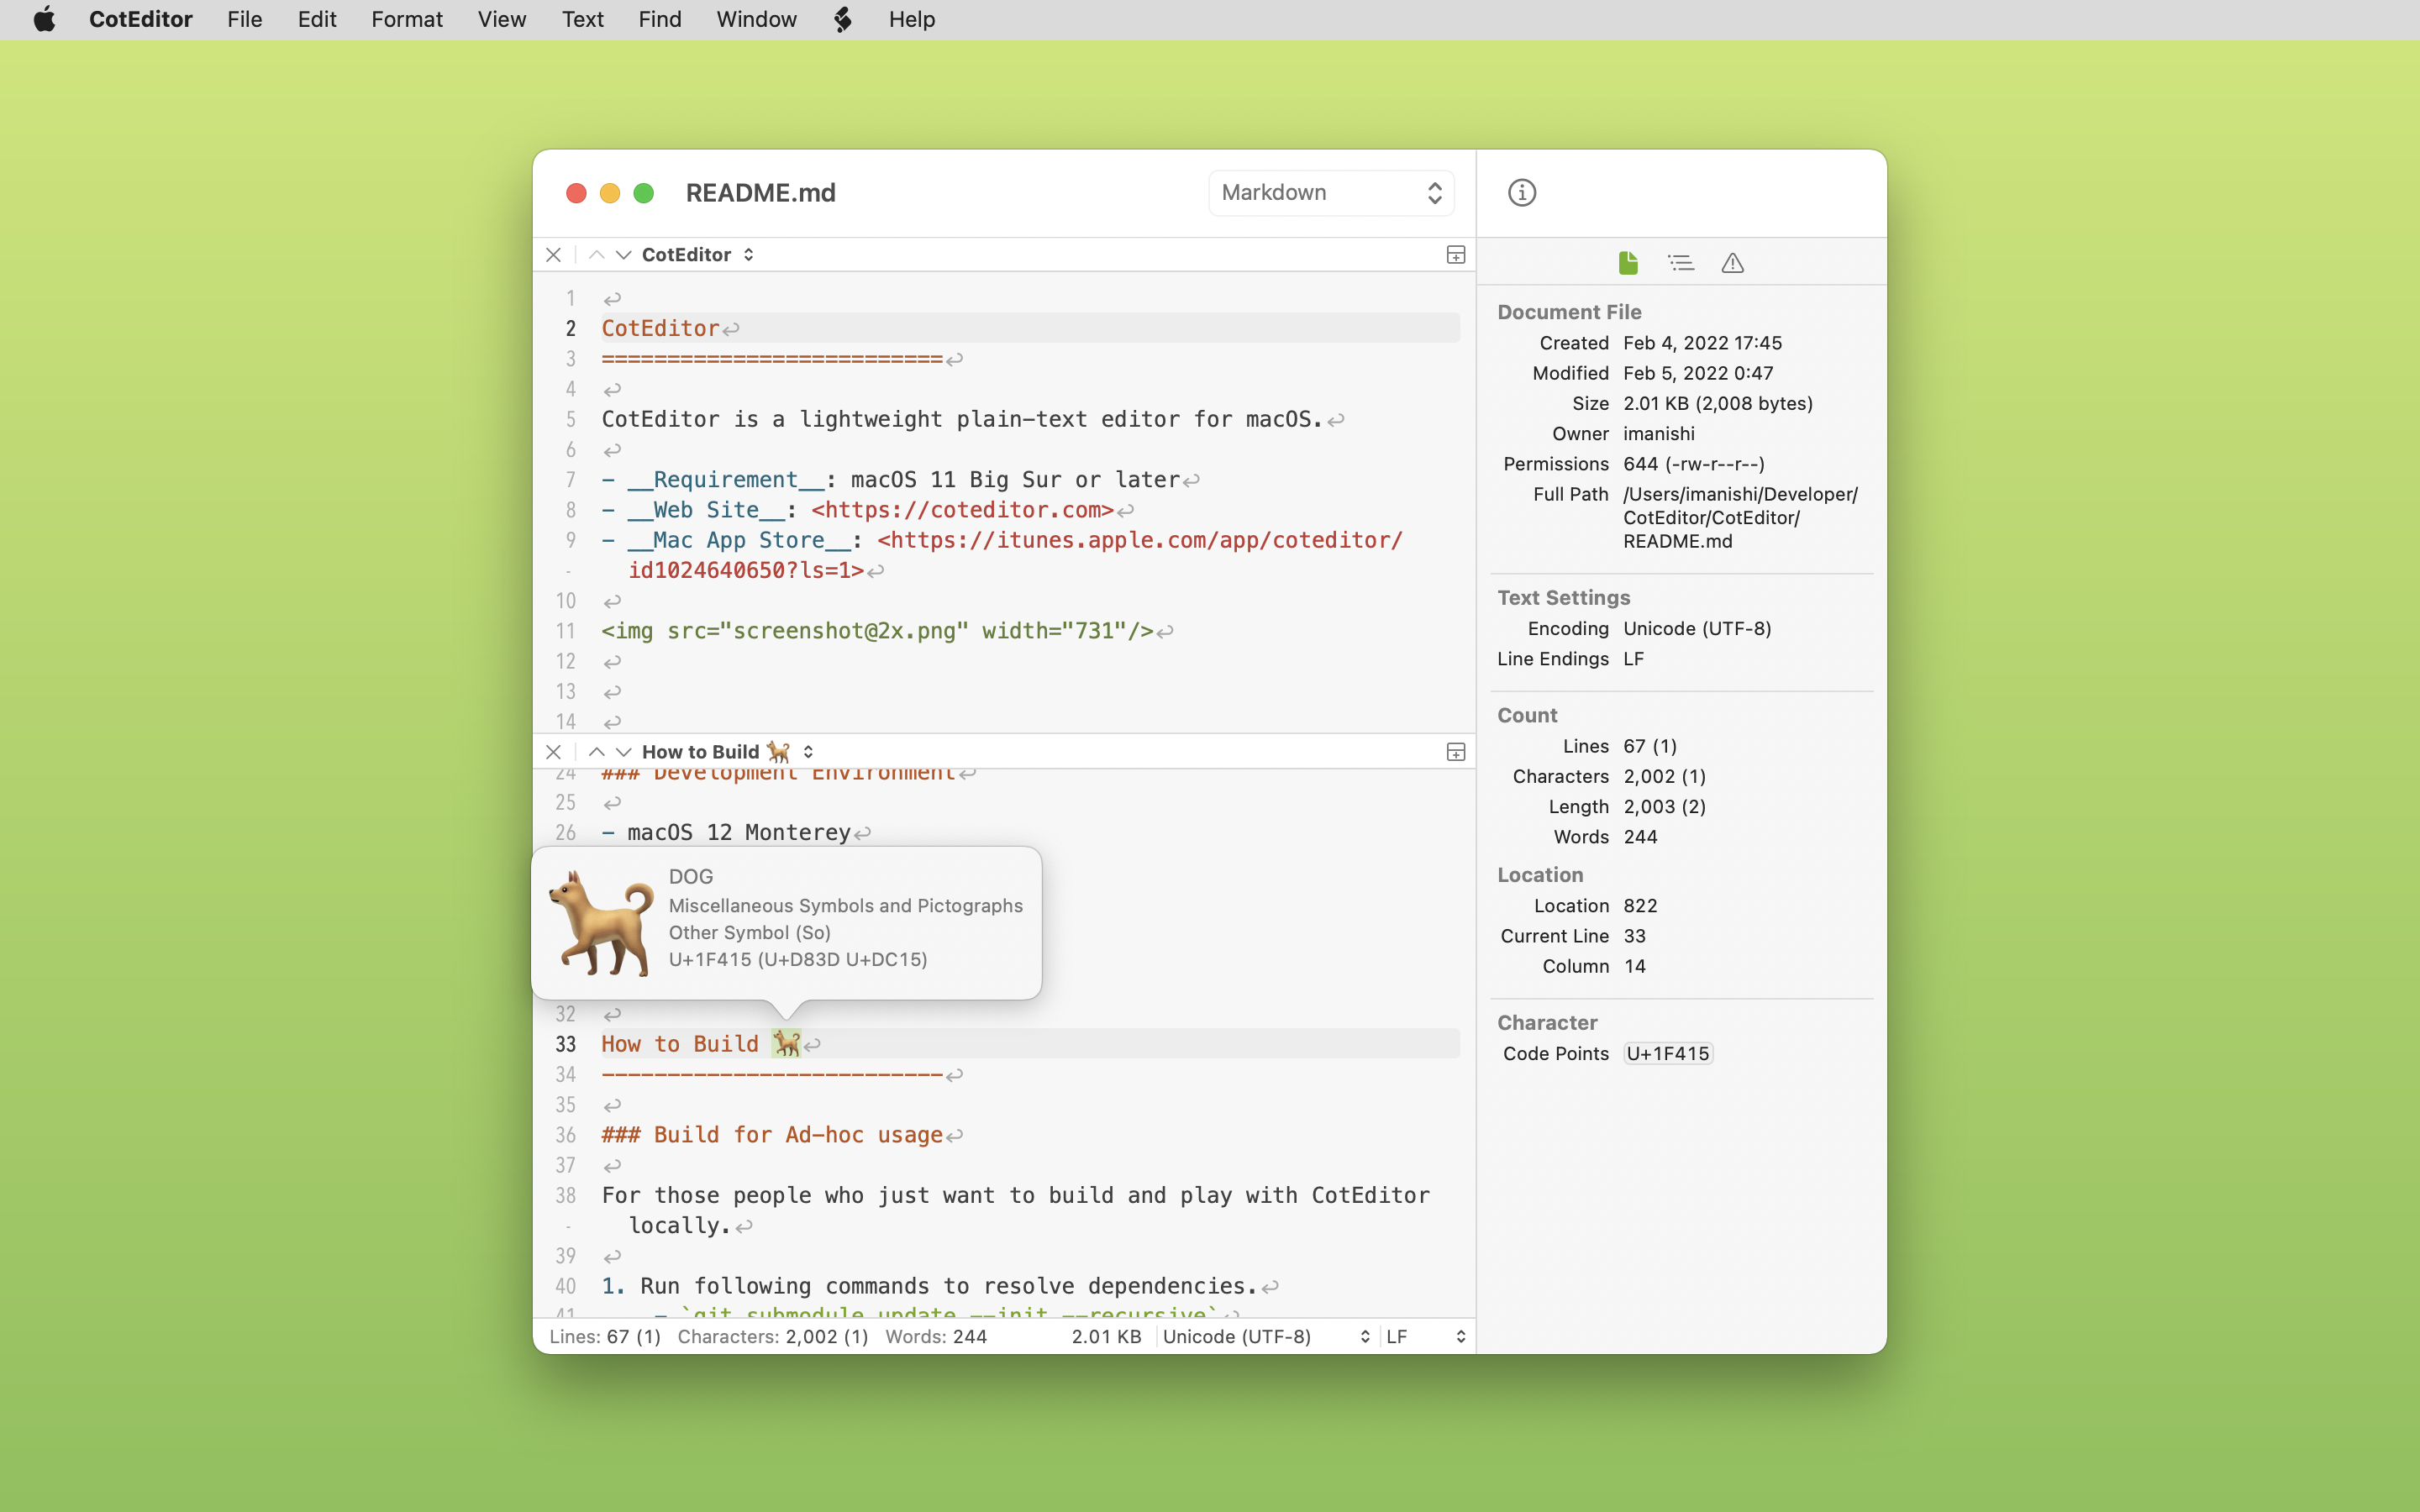 CotEditor File Edit Format View Text Find Window Help
README.md
Markdown
CotEditor
1
2 CotEditor
3 ==========================
4
5 CotEditor is a lightweight plain-text editor for macOS.
6
7 - __Requirement__: macOS 11 Big Sur or later
8 - __Web Site__: <https://coteditor.com>
9 - __Mac App Store__: <https://itunes.apple.com/app/coteditor/
- id1024640650?ls=1>
10
11 <img src="screenshot@2x.png" width="731"/>
12
13
14
How to Build 🐕
24 ### Development Environment
25
26 - macOS 12 Monterey
DOG
Miscellaneous Symbols and Pictographs
Other Symbol (So)
U+1F415 (U+D83D U+DC15)
32
33 How to Build 🐕
34 --------------------------
35
36 ### Build for Ad-hoc usage
37
38 For those people who just want to build and play with CotEditor
- locally.
39
40 1. Run following commands to resolve dependencies.
41 - `git submodule update --init --recursive`
Lines: 67 (1) Characters: 2,002 (1) Words: 244 2.01 KB Unicode (UTF-8) LF
Document File
Created Feb 4, 2022 17:45
Modified Feb 5, 2022 0:47
Size 2.01 KB (2,008 bytes)
Owner imanishi
Permissions 644 (-rw-r--r--)
Full Path /Users/imanishi/Developer/
CotEditor/CotEditor/
README.md
Text Settings
Encoding Unicode (UTF-8)
Line Endings LF
Count
Lines 67 (1)
Characters 2,002 (1)
Length 2,003 (2)
Words 244
Location
Location 822
Current Line 33
Column 14
Character
Code Points U+1F415